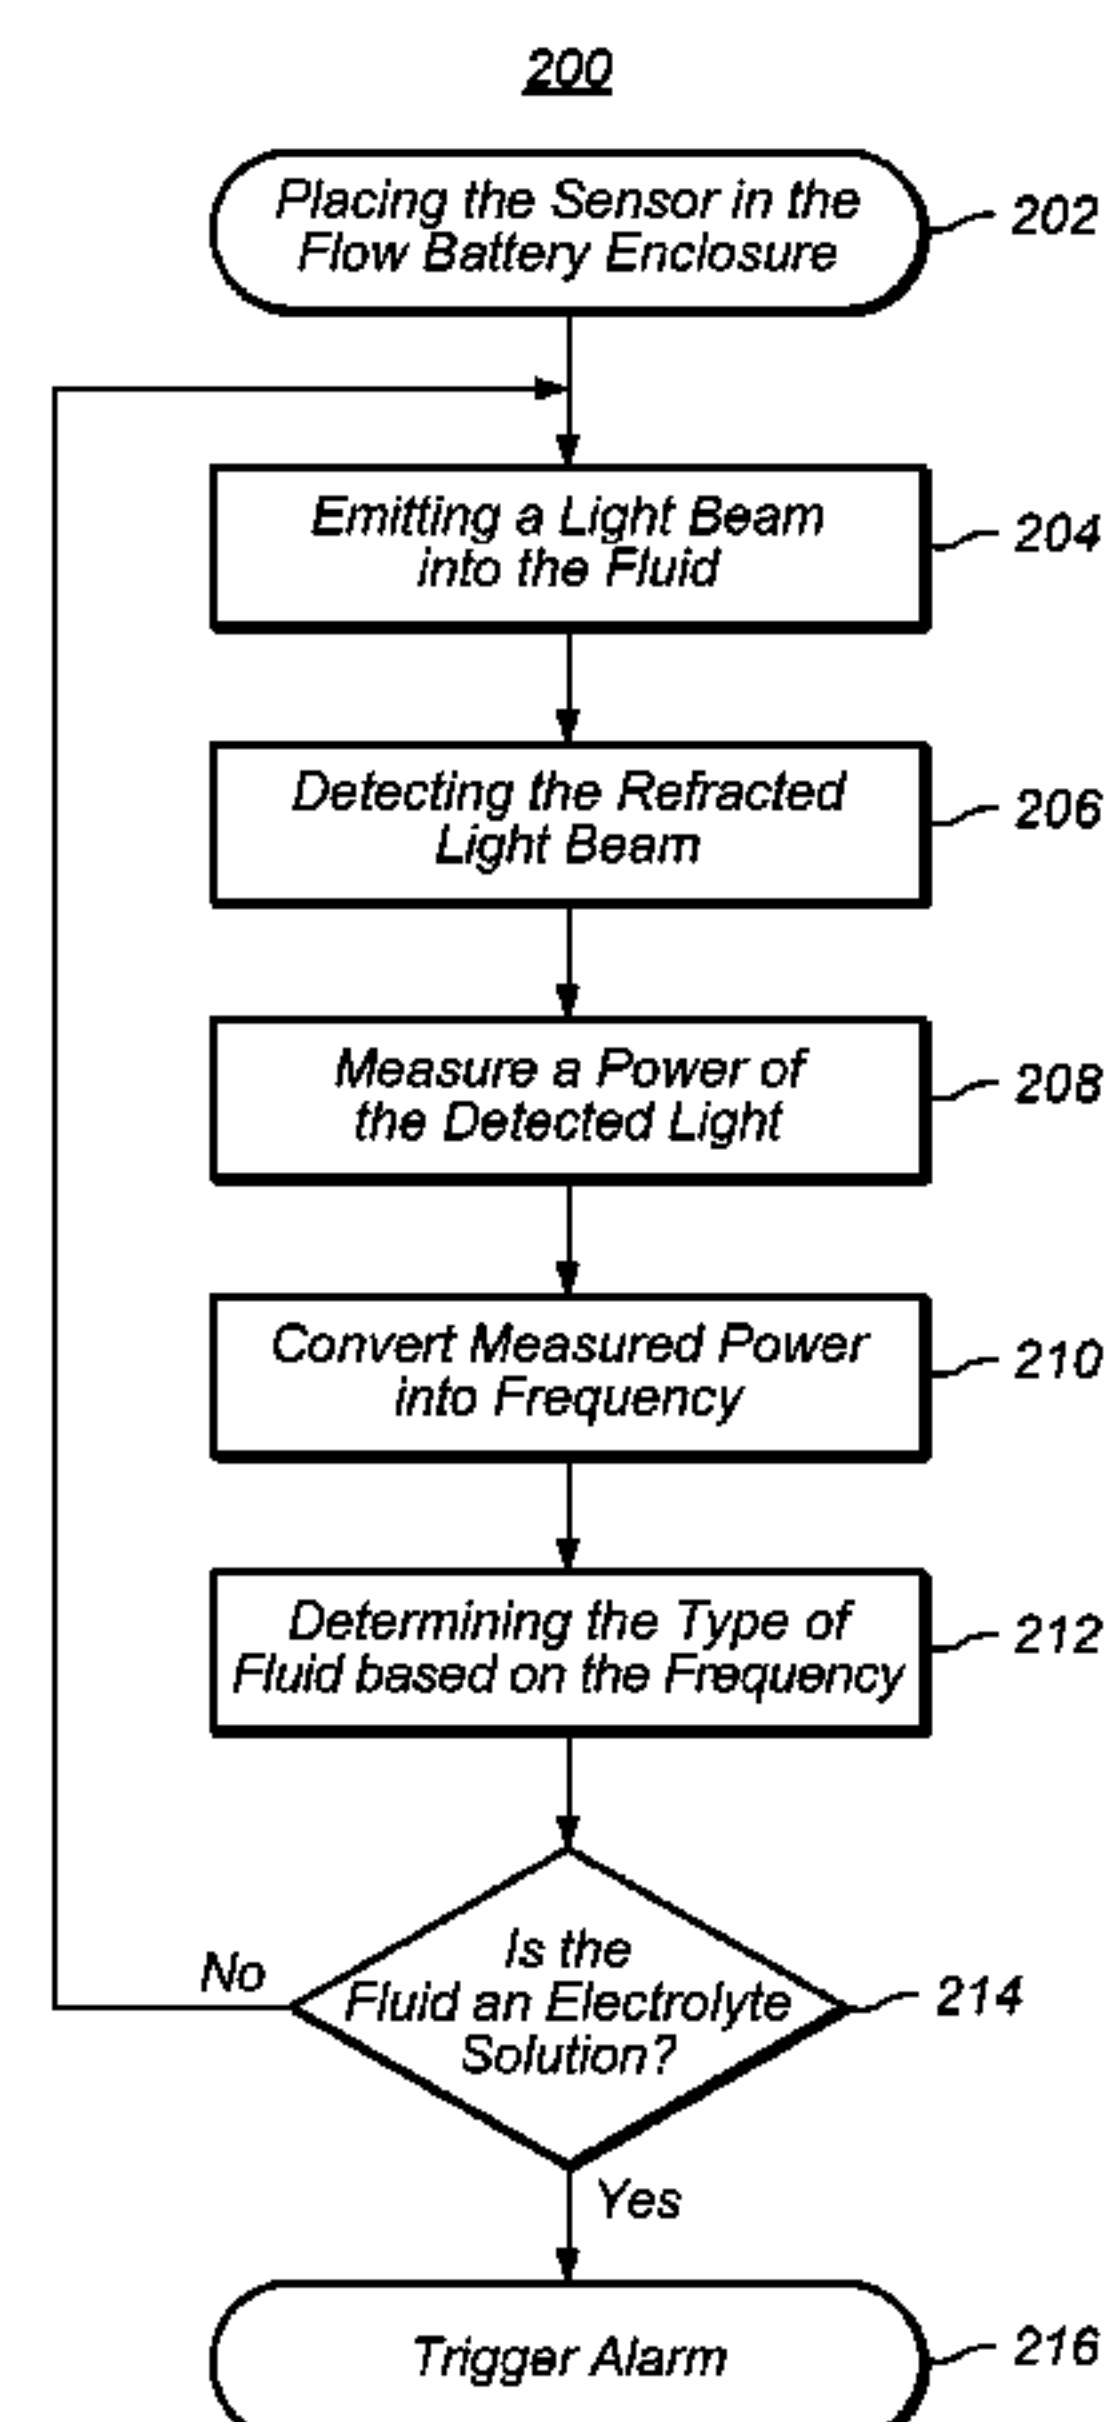 200
Placing the Sensor in the
Flow Battery Enclosure
202
Emitting a Light Beam
into the Fluid
204
Detecting the Refracted
Light Beam
206
Measure a Power of
the Detected Light
208
Convert Measured Power
into Frequency
210
Determining the Type of
Fluid based on the Frequency
212
Is the
Fluid an Electrolyte
Solution?
214
No
Yes
Trigger Alarm
216